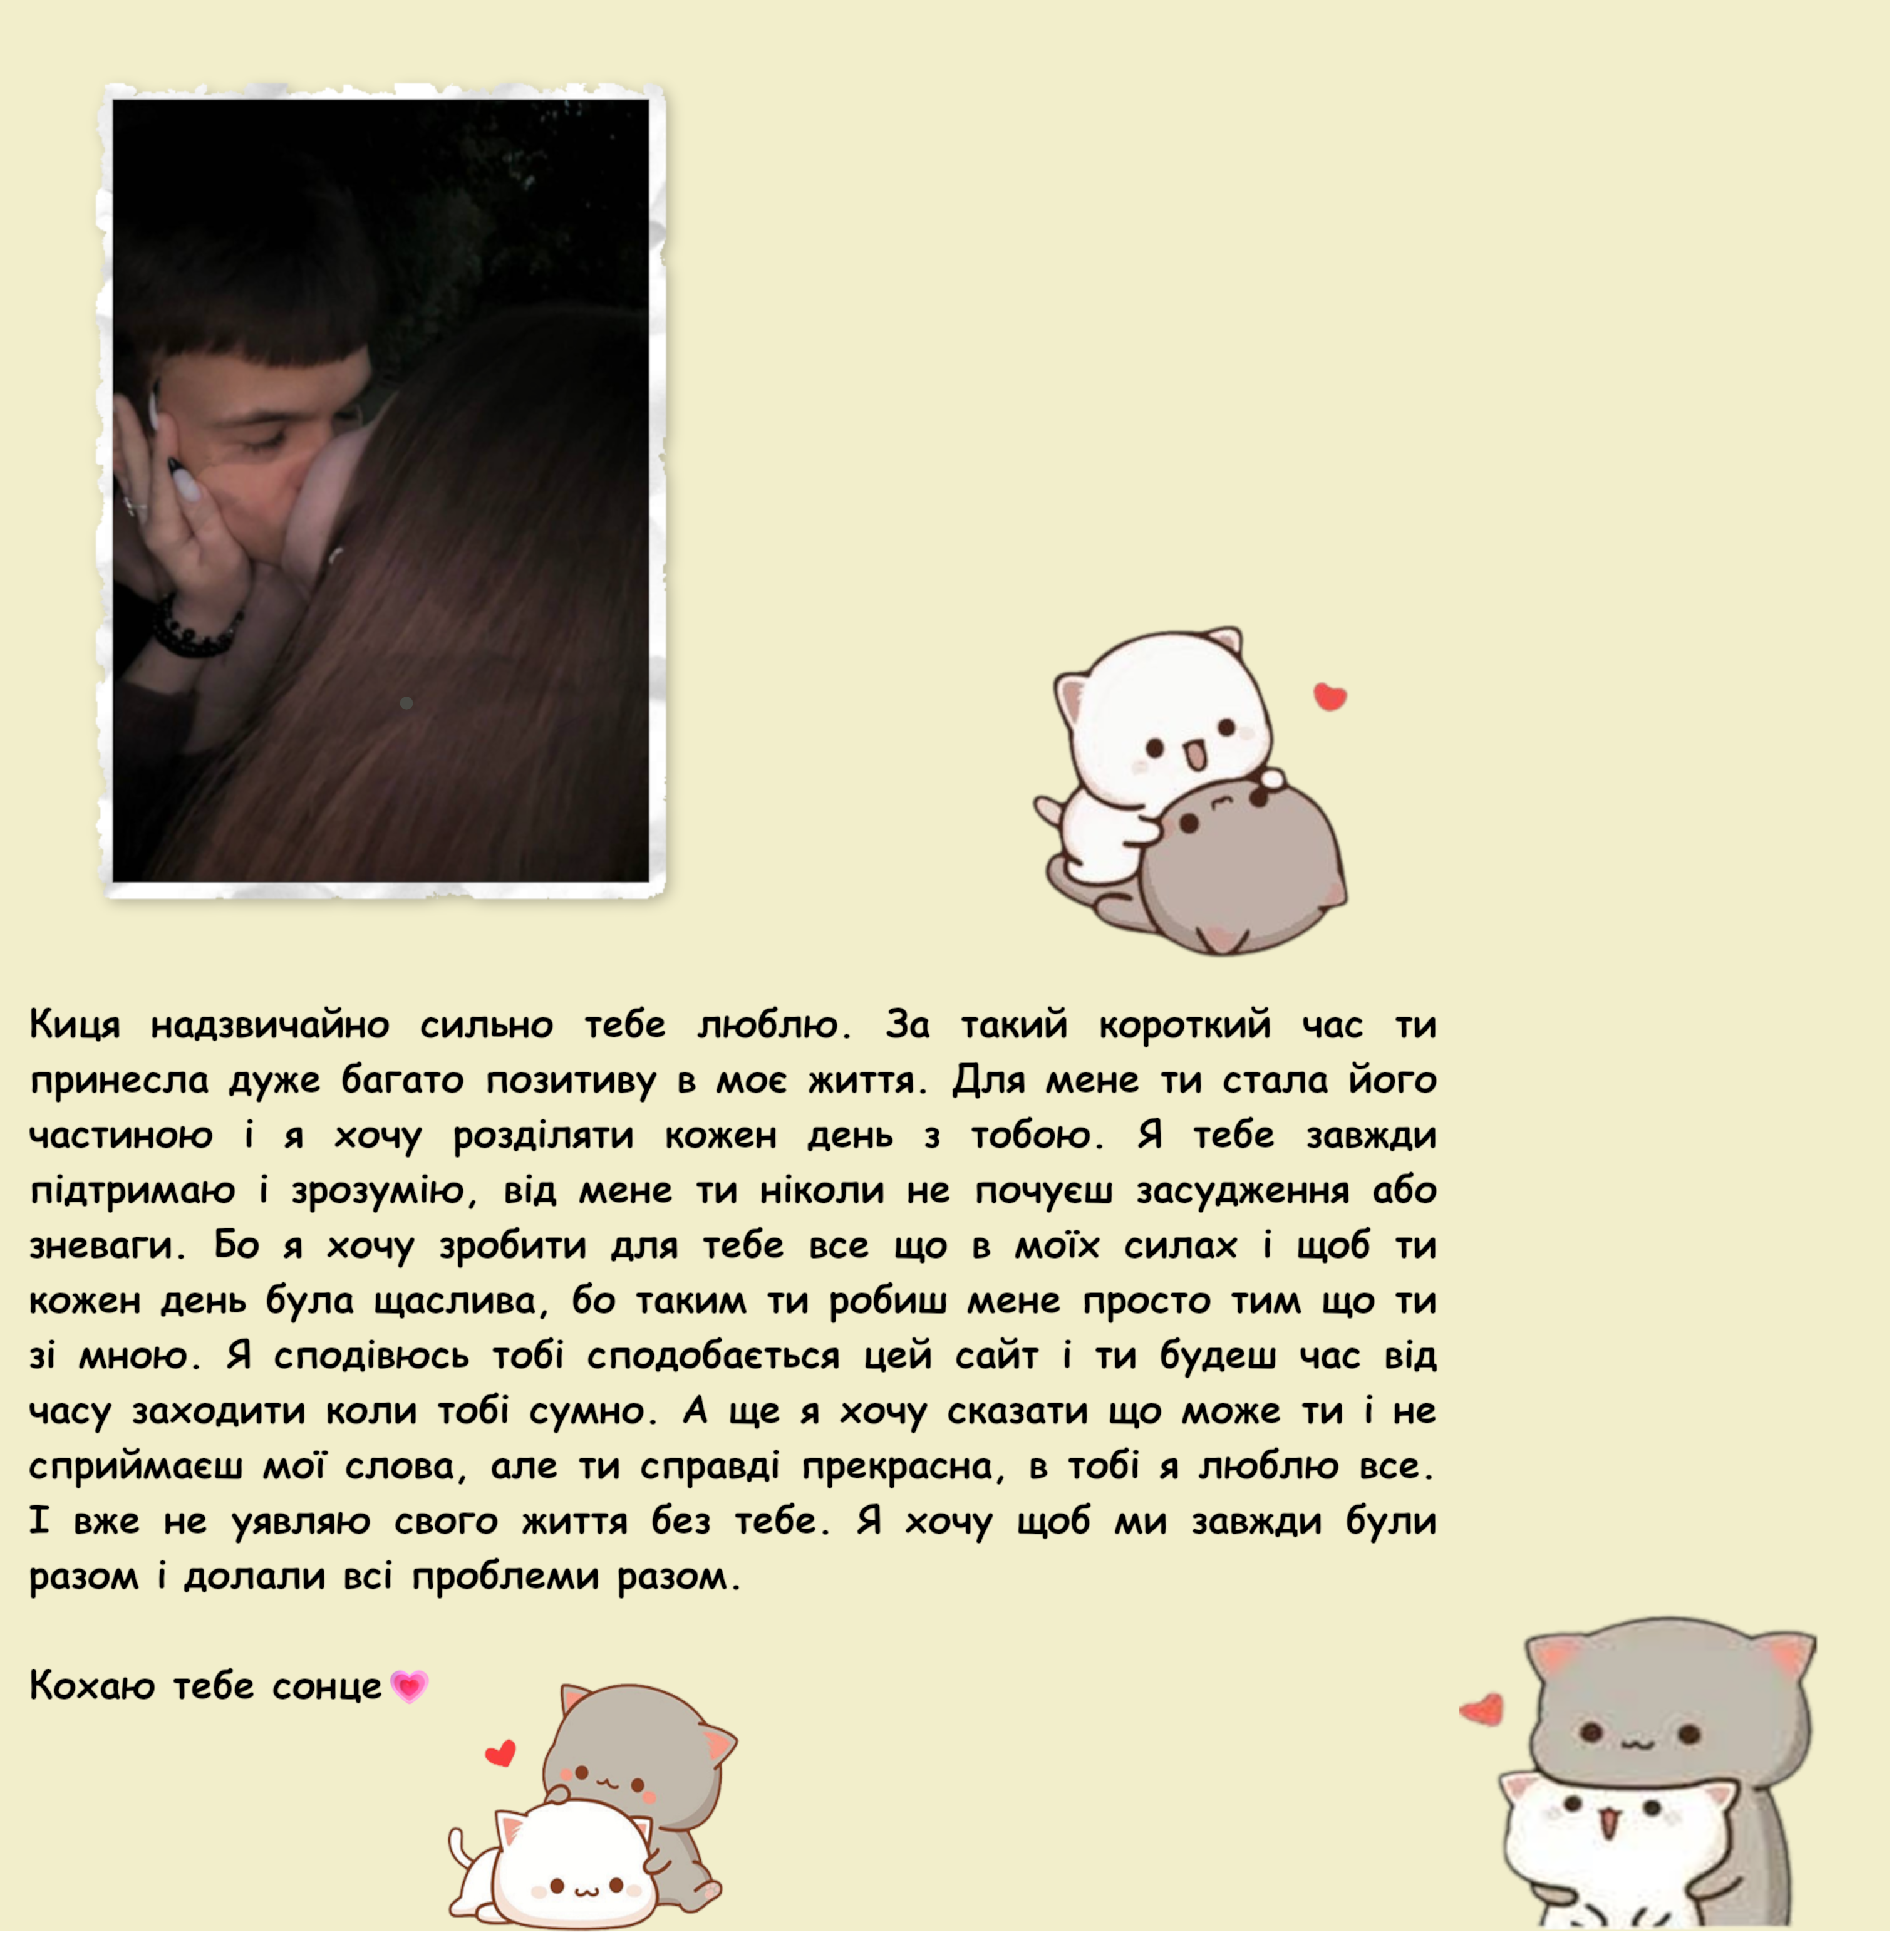 Киця надзвичайно сильно тебе люблю. За такий короткий час ти
принесла дуже багато позитиву в моє життя. Для мене ти стала його
частиною і я хочу розділяти кожен день з тобою. Я тебе завжди
підтримаю і зрозумію, від мене ти ніколи не почуєш засудження або
зневаги. Бо я хочу зробити для тебе все що в моїх силах і щоб ти
кожен день була щаслива, бо таким ти робиш мене просто тим що ти
зі мною. Я сподівюсь тобі сподобається цей сайт і ти будеш час від
часу заходити коли тобі сумно. А ще я хочу сказати що може ти і не
сприймаєш мої слова, але ти справді прекрасна, в тобі я люблю все.
І вже не уявляю свого життя без тебе. Я хочу щоб ми завжди були
разом і долали всі проблеми разом.
Кохаю тебе сонце💗